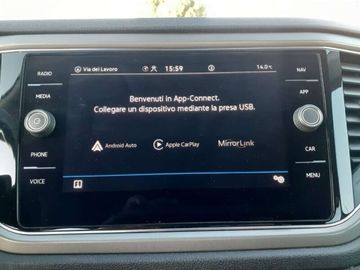 RADIO
MEDIA
PHONE
VOICE
Via del Lavoro
15:59
14.0°C
Benvenuti in App-Connect.
Collegare un dispositivo mediante la presa USB.
Android Auto
Apple CarPlay
MirrorLink
NAV
APP
CAR
MENU